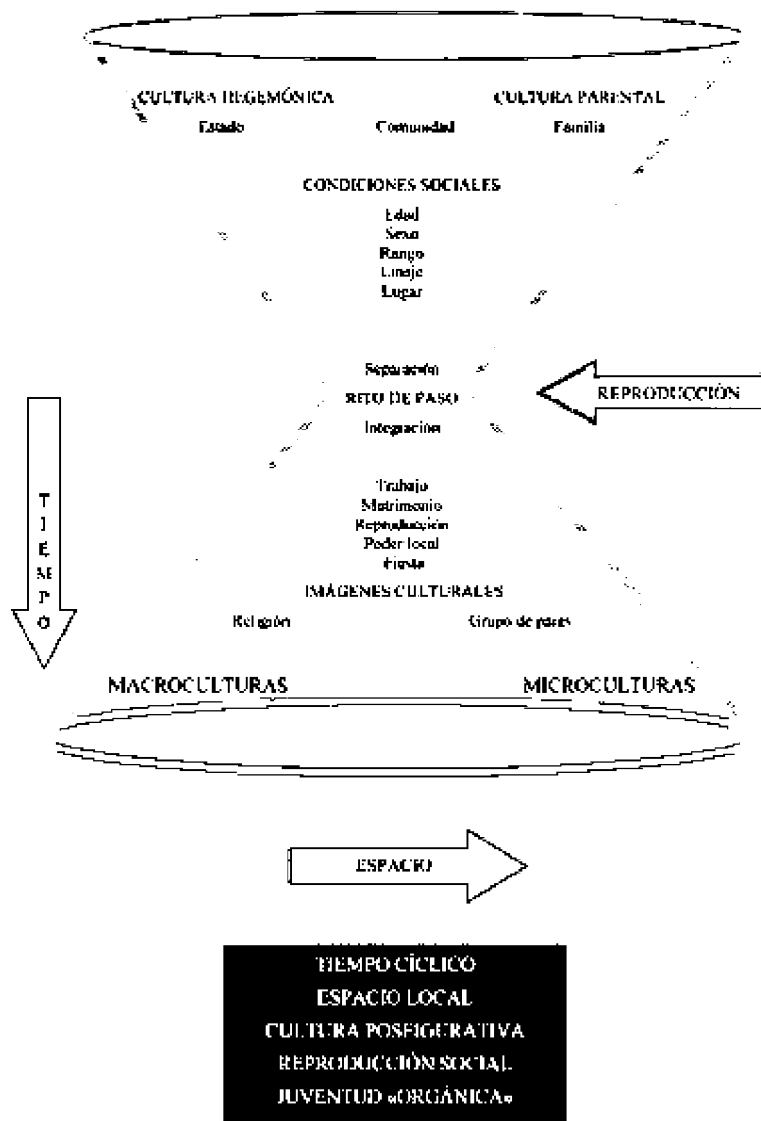 CULTURA HEGEMÓNICA CULTURA PARENTAL
Estado Comunidad Familia
CONDICIONES SOCIALES
Edad
Sexo
Rango
Linaje
Lugar
Separación
RITO DE PASO
Integración
REPRODUCCIÓN
TIEMPO
Trabajo
Matrimonio
Reproducción
Poder local
Fiesta
IMÁGENES CULTURALES
Religión Grupo de pares
MACROCULTURAS MICROCULTURAS
ESPACIO
TIEMPO CÍCLICO
ESPACIO LOCAL
CULTURA POSFIGURATIVA
REPRODUCCIÓN SOCIAL
JUVENTUD «ORGÁNICA»